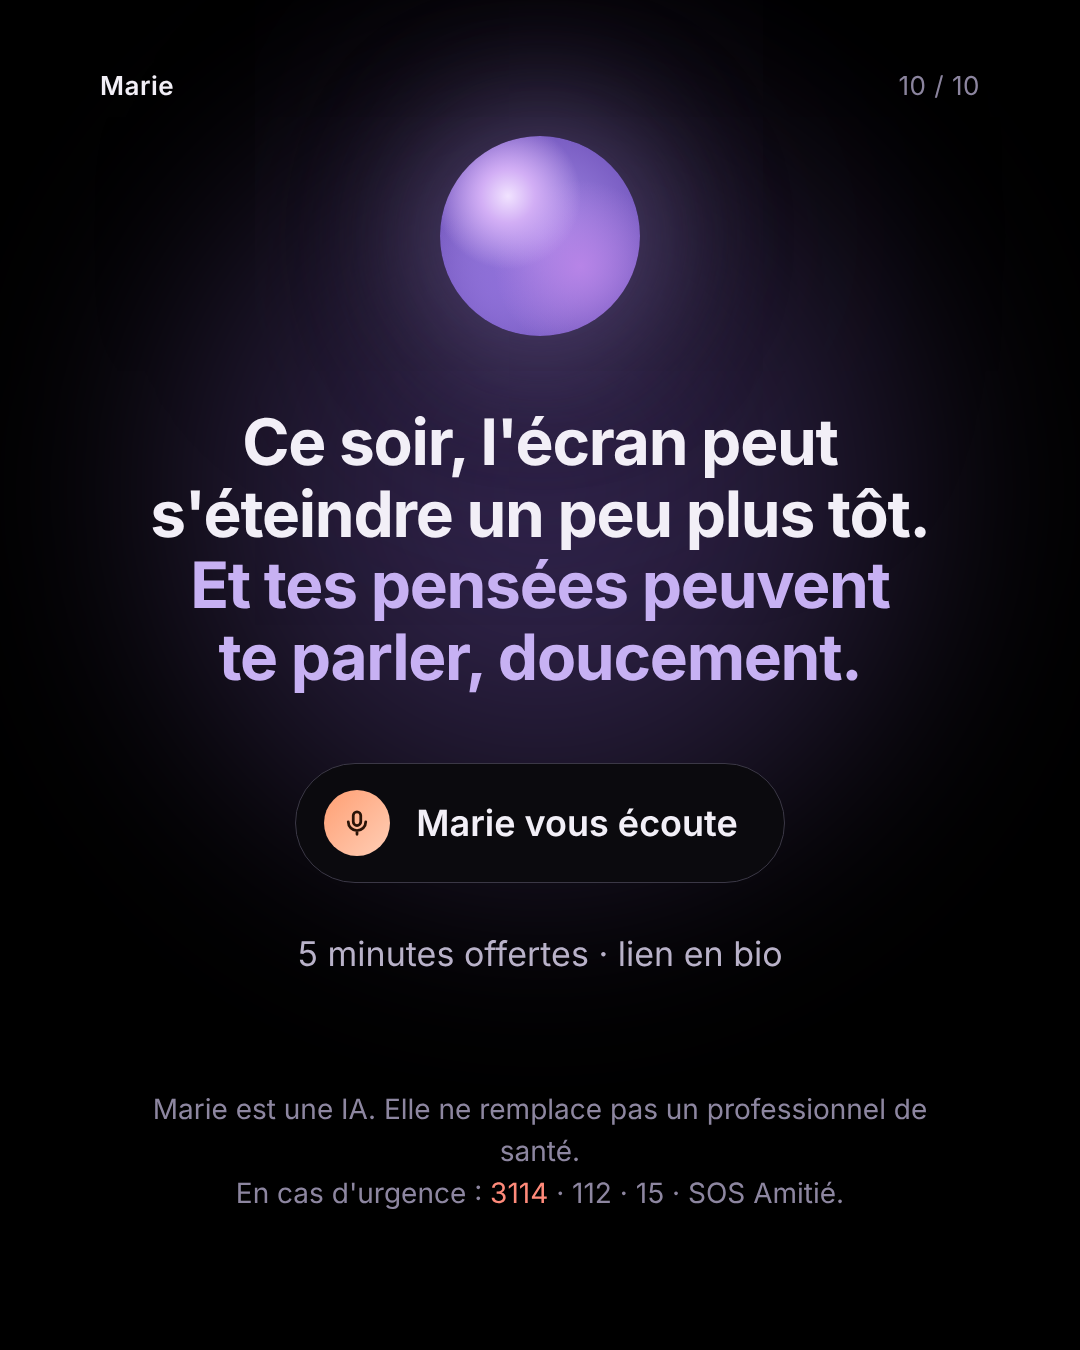 Marie
10 / 10
Ce soir, l'écran peut
s'éteindre un peu plus tôt.
Et tes pensées peuvent
te parler, doucement.
Marie vous écoute
5 minutes offertes · lien en bio
Marie est une IA. Elle ne remplace pas un professionnel de
santé.
En cas d'urgence : 3114 · 112 · 15 · SOS Amitié.